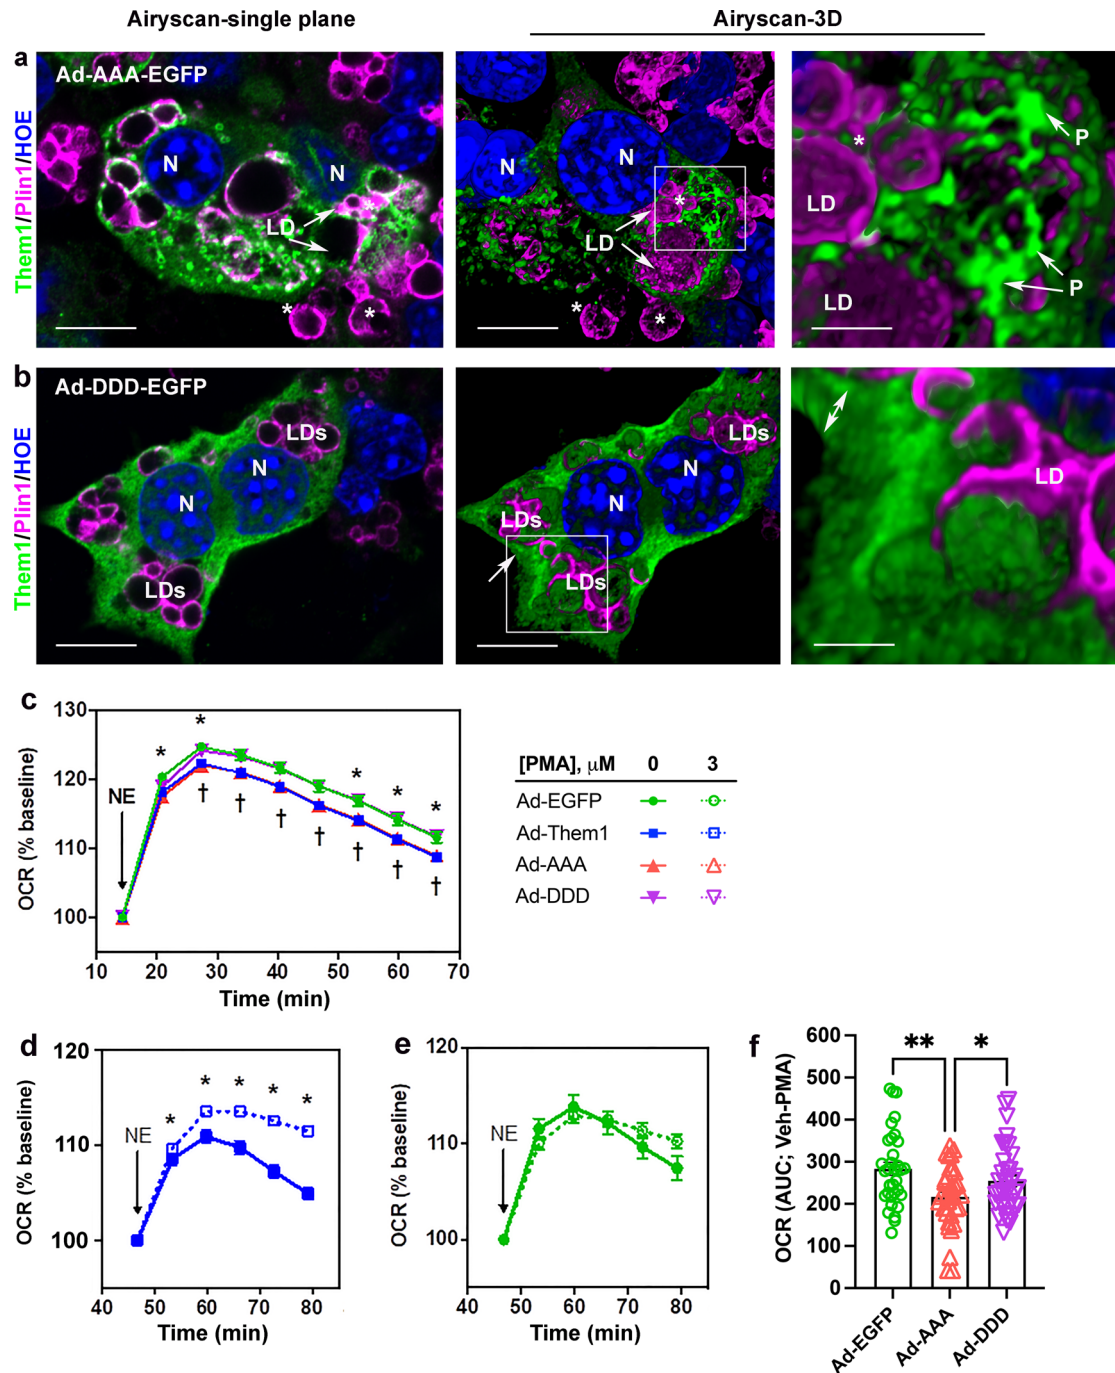 Airyscan-single plane
Airyscan-3D
a
Ad-AAA-EGFP
Them1/Plin1/HOE
N
N
LD
*
*
*
N
LD
*
*
*
*
LD
LD
P
P
b
Ad-DDD-EGFP
Them1/Plin1/HOE
LDs
N
N
LDs
LDs
N
N
LDs
LDs
LD
c
OCR (% baseline)
130
120
110
100
NE
* * * * *
† † † † † † †
10 20 30 40 50 60 70
Time (min)
[PMA], μM 0 3
Ad-EGFP
Ad-Them1
Ad-AAA
Ad-DDD
d
OCR (% baseline)
120
110
100
NE
* * * * *
40 50 60 70 80
Time (min)
e
OCR (% baseline)
120
110
100
NE
40 50 60 70 80
Time (min)
f
OCR (AUC; Veh-PMA)
600
500
400
300
200
100
0
** *
Ad-EGFP
Ad-AAA
Ad-DDD